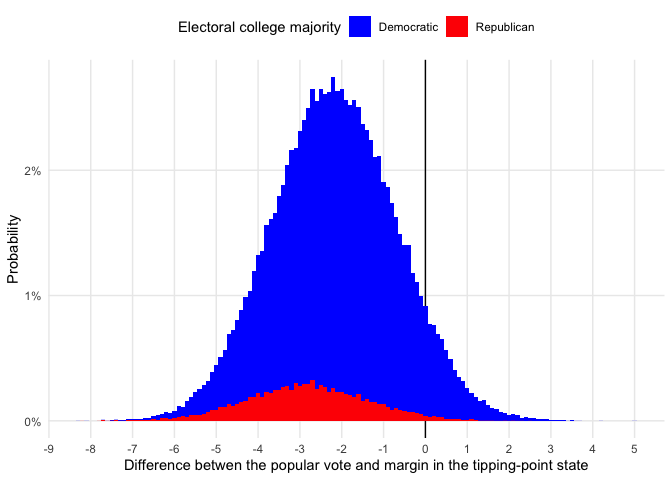 Electoral college majority Democratic Republican
Probability
2%
1%
0%
-9 -8 -7 -6 -5 -4 -3 -2 -1 0 1 2 3 4 5
Difference betwen the popular vote and margin in the tipping-point state